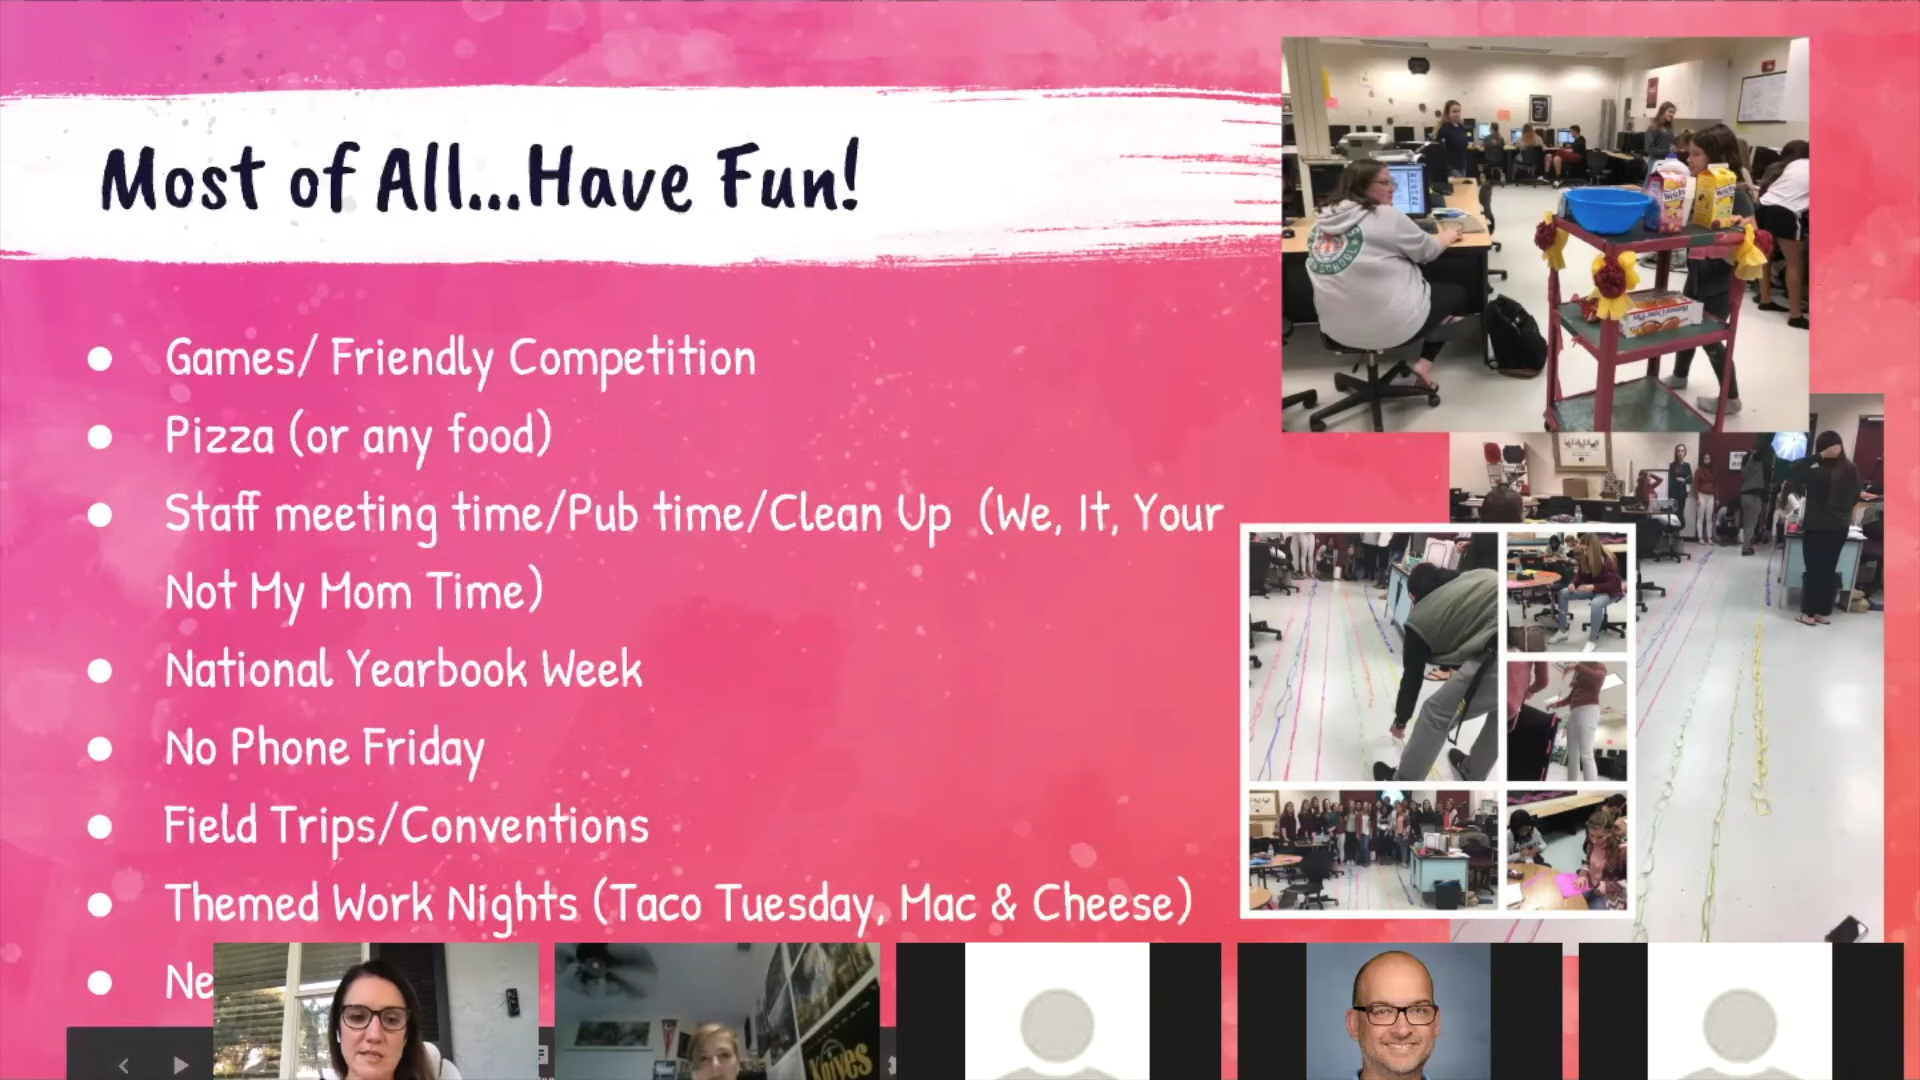 Most of All...Have Fun!
● Games/ Friendly Competition
● Pizza (or any food)
● Staff meeting time/Pub time/Clean Up (We, It, Your
Not My Mom Time)
● National Yearbook Week
● No Phone Friday
● Field Trips/Conventions
● Themed Work Nights (Taco Tuesday, Mac & Cheese)
● Ne
Knives